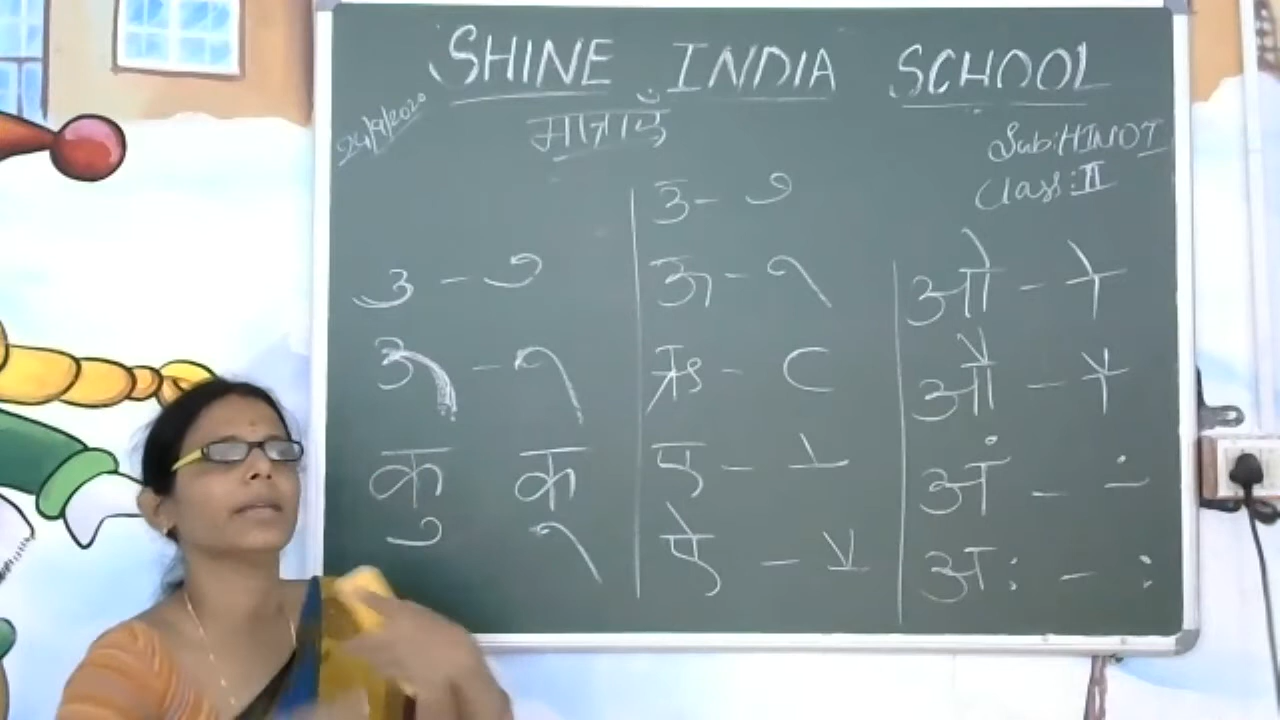 SHINE INDIA SCHOOL
24/9/2020
मात्राएँ
Sub: HINDI
Class: II
उ - ु
ऊ - ू
कु कू
उ - ु
ऊ - ू
ऋ - ृ
ए - े
ऐ - ै
ओ - ो
औ - ौ
अं - ं
अः - ः